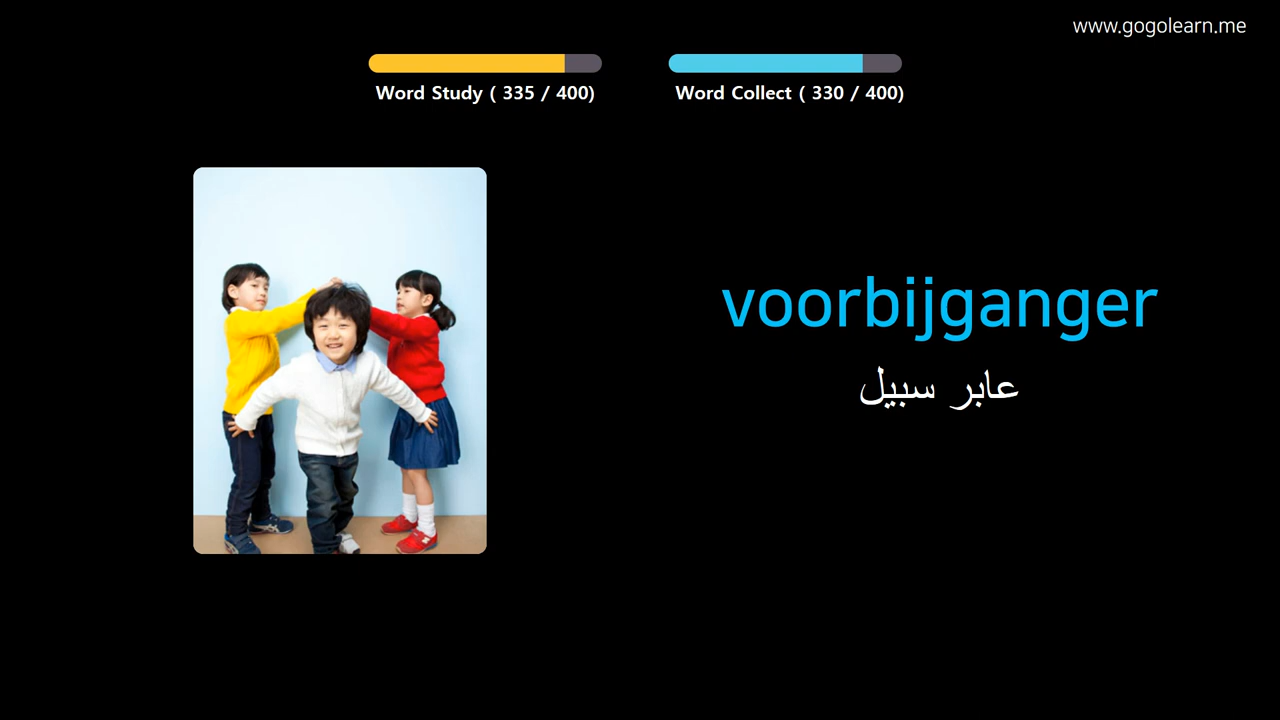 www.gogolearn.me
Word Study ( 335 / 400)
Word Collect ( 330 / 400)
voorbijganger
عابر سبيل